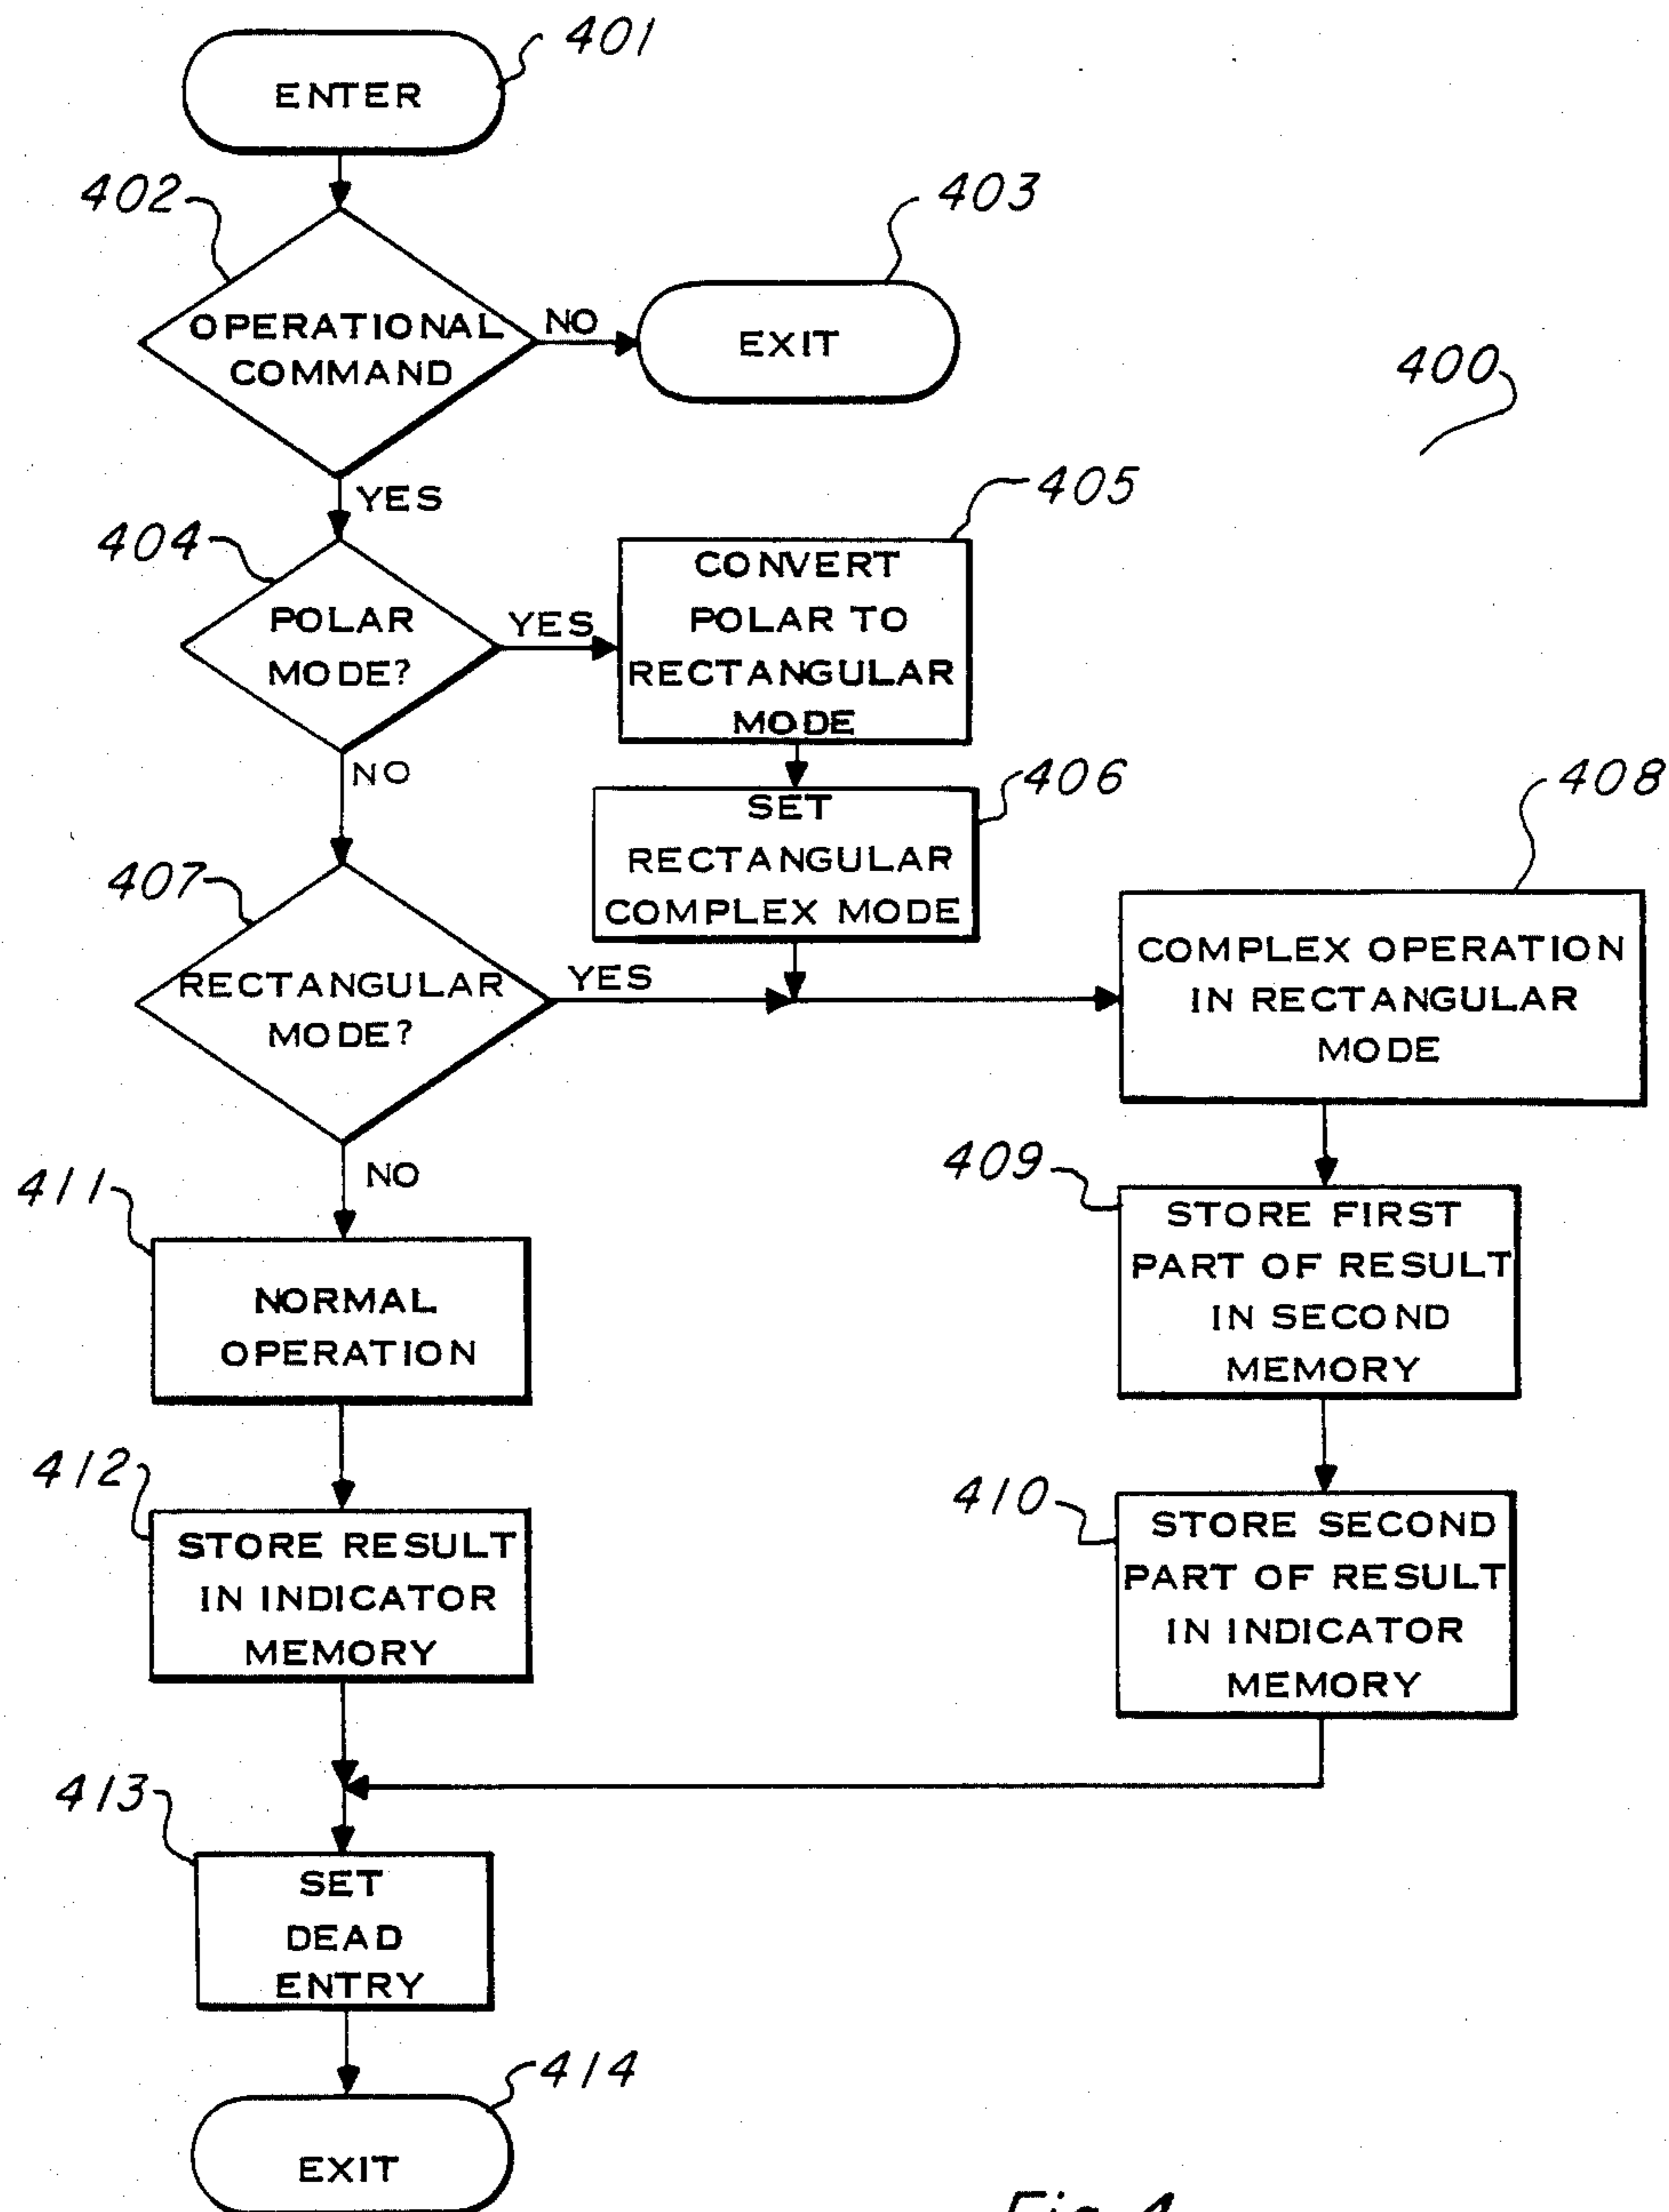 401
ENTER
402
403
OPERATIONAL
COMMAND
NO
EXIT
400
YES
404
405
POLAR
MODE?
YES
CONVERT
POLAR TO
RECTANGULAR
MODE
NO
406
SET
RECTANGULAR
COMPLEX MODE
407
408
RECTANGULAR
MODE?
YES
COMPLEX OPERATION
IN RECTANGULAR
MODE
NO
409
STORE FIRST
PART OF RESULT
IN SECOND
MEMORY
411
NORMAL
OPERATION
410
STORE SECOND
PART OF RESULT
IN INDICATOR
MEMORY
412
STORE RESULT
IN INDICATOR
MEMORY
413
SET
DEAD
ENTRY
414
EXIT
Fig. 4